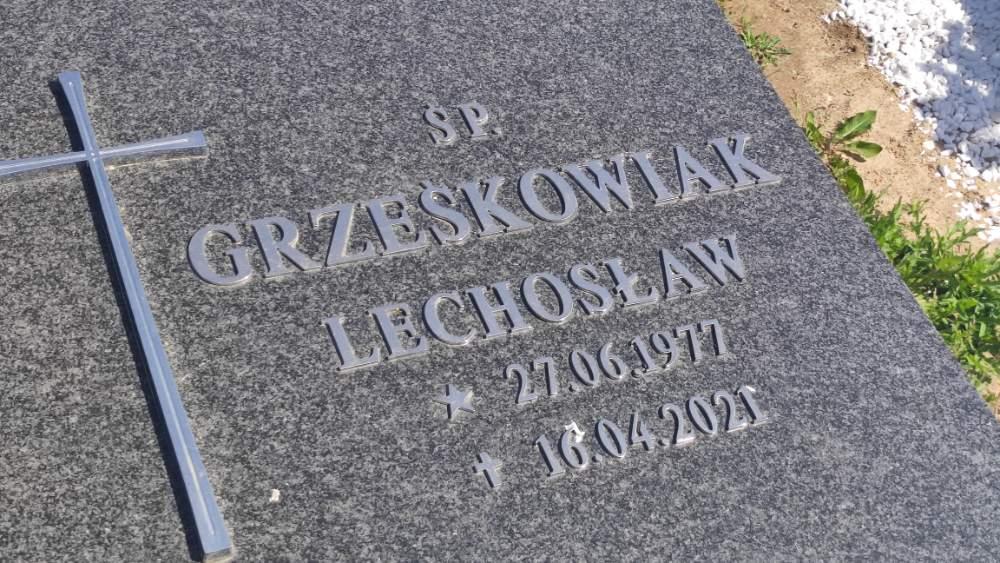 ŚP.
GRZEŚKOWIAK
LECHOSŁAW
★ 27.06.1977
✝ 16.04.2021